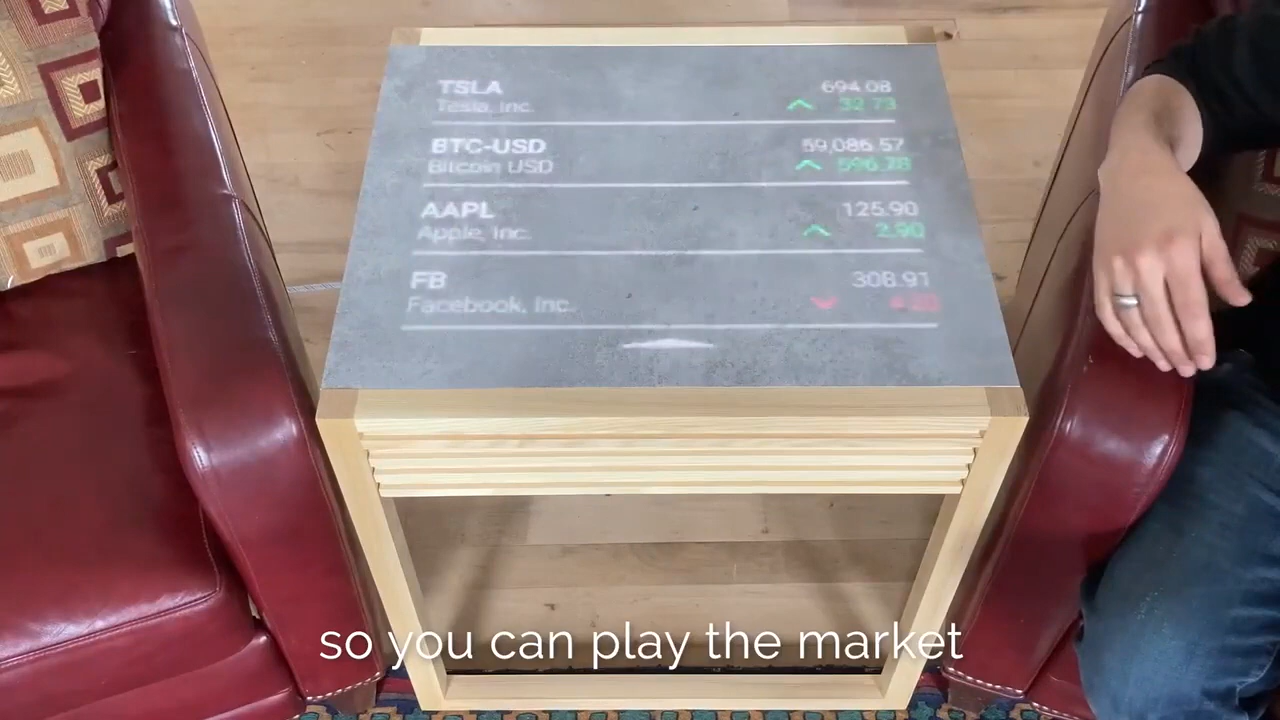 TSLA 694.08
Tesla, Inc. 32.73
BTC-USD 59,086.57
Bitcoin USD 596.78
AAPL 125.90
Apple, Inc. 2.90
FB 308.91
Facebook, Inc.
so you can play the market